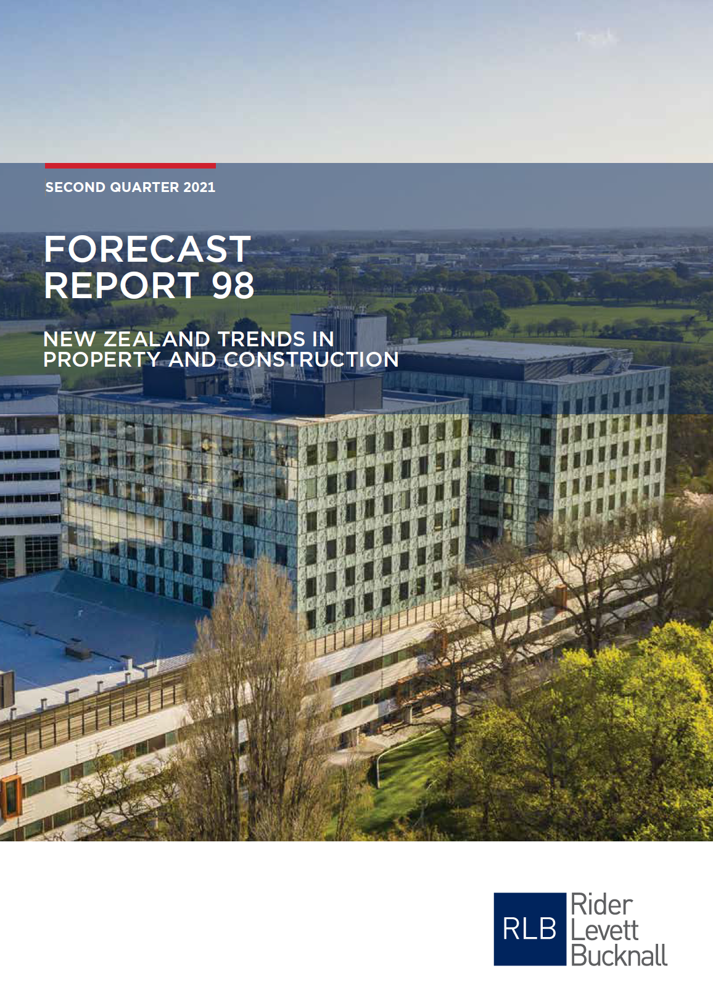 SECOND QUARTER 2021
FORECAST
REPORT 98
NEW ZEALAND TRENDS IN
PROPERTY AND CONSTRUCTION
RLB
Rider
Levett
Bucknall